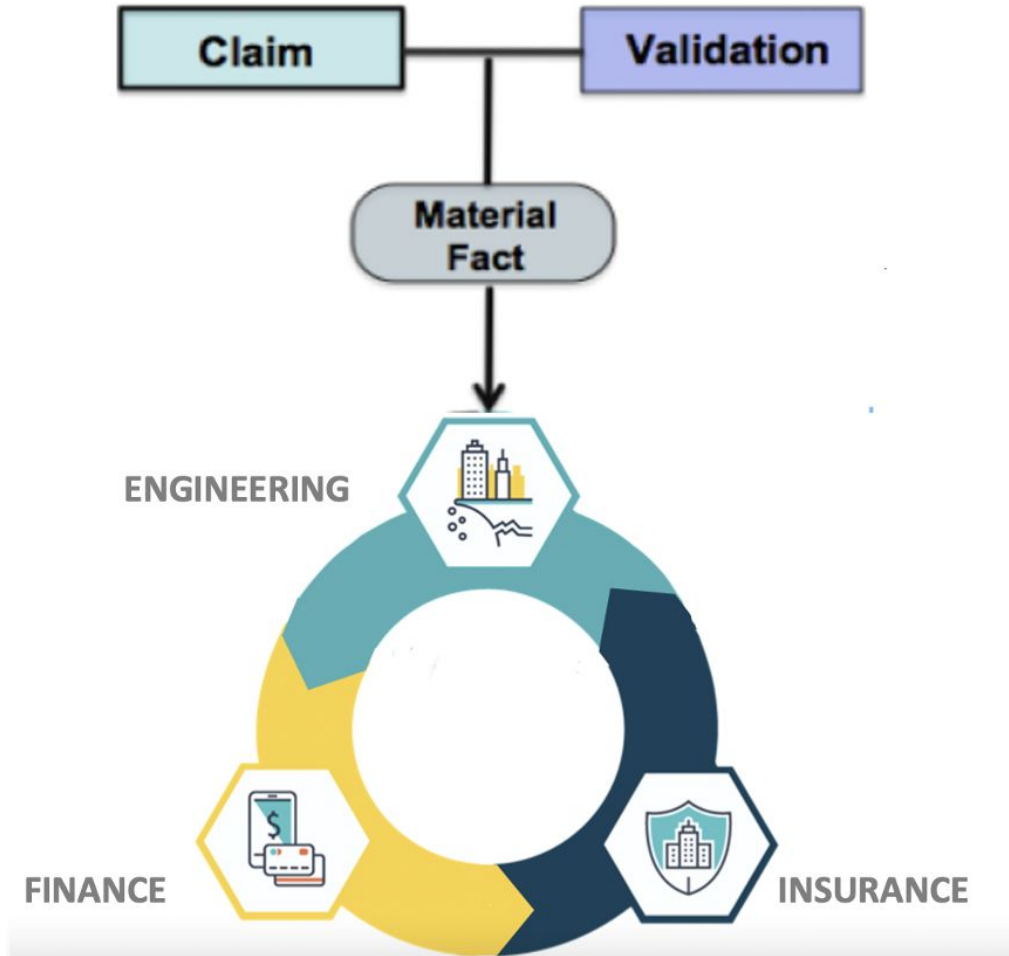 Claim
Validation
Material
Fact
ENGINEERING
$
FINANCE
INSURANCE